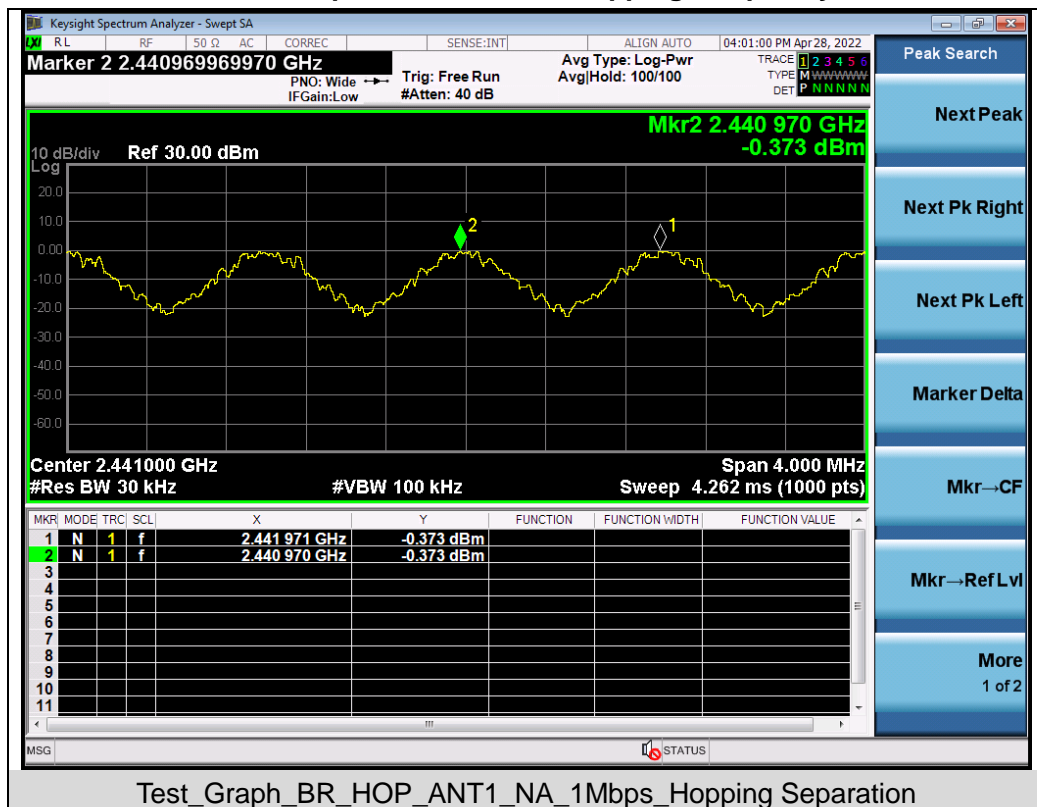 Keysight Spectrum Analyzer - Swept SA
LXI RL RF 50 Ω AC CORREC SENSE:INT ALIGN AUTO 04:01:00 PM Apr 28, 2022
Marker 2 2.440969969970 GHz
PNO: Wide
IFGain:Low
Trig: Free Run
#Atten: 40 dB
Avg Type: Log-Pwr
Avg|Hold: 100/100
TRACE 1 2 3 4 5 6
TYPE M WWWWW
DET P N N N N N
Mkr2 2.440 970 GHz
-0.373 dBm
10 dB/div Ref 30.00 dBm
Log
20.0
10.0
0.00
-10.0
-20.0
-30.0
-40.0
-50.0
-60.0
2
1
Center 2.441000 GHz Span 4.000 MHz
#Res BW 30 kHz #VBW 100 kHz Sweep 4.262 ms (1000 pts)
MKR MODE TRC SCL X Y FUNCTION FUNCTION WIDTH FUNCTION VALUE
1 N 1 f 2.441 971 GHz -0.373 dBm
2 N 1 f 2.440 970 GHz -0.373 dBm
3
4
5
6
7
8
9
10
11
MSG STATUS
Peak Search
Next Peak
Next Pk Right
Next Pk Left
Marker Delta
Mkr→CF
Mkr→Ref Lvl
More
1 of 2
Test_Graph_BR_HOP_ANT1_NA_1Mbps_Hopping Separation